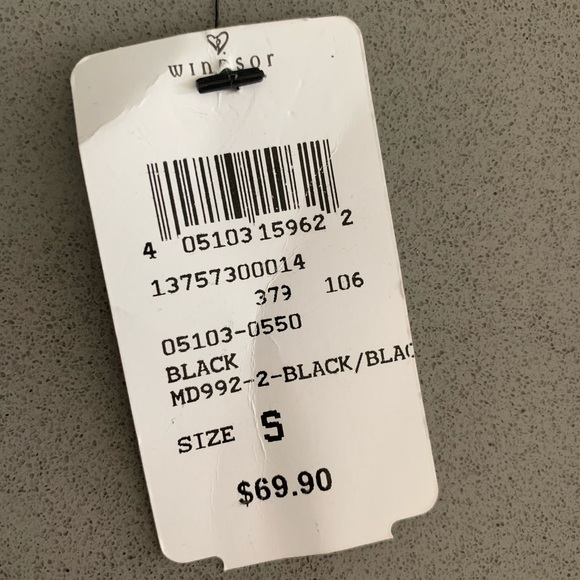 WINDSOR
4 05103 15962 2
13757300014
379 106
05103-0550
BLACK
MD992-2-BLACK/BLAC
SIZE S
$69.90